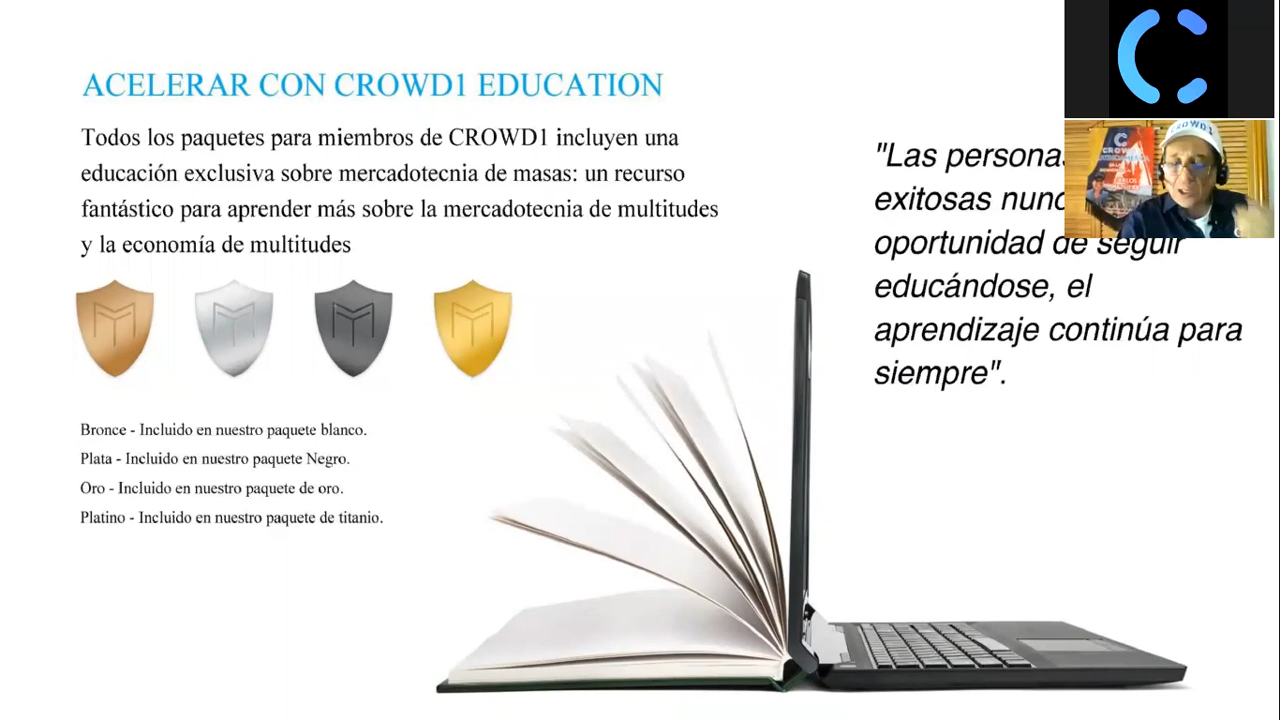 ACELERAR CON CROWD1 EDUCATION
Todos los paquetes para miembros de CROWD1 incluyen una
educación exclusiva sobre mercadotecnia de masas: un recurso
fantástico para aprender más sobre la mercadotecnia de multitudes
y la economía de multitudes
Bronce - Incluido en nuestro paquete blanco.
Plata - Incluido en nuestro paquete Negro.
Oro - Incluido en nuestro paquete de oro.
Platino - Incluido en nuestro paquete de titanio.
"Las personas
exitosas
oportunidad de seguir
educándose, el
aprendizaje continúa para
siempre".
CROWD1